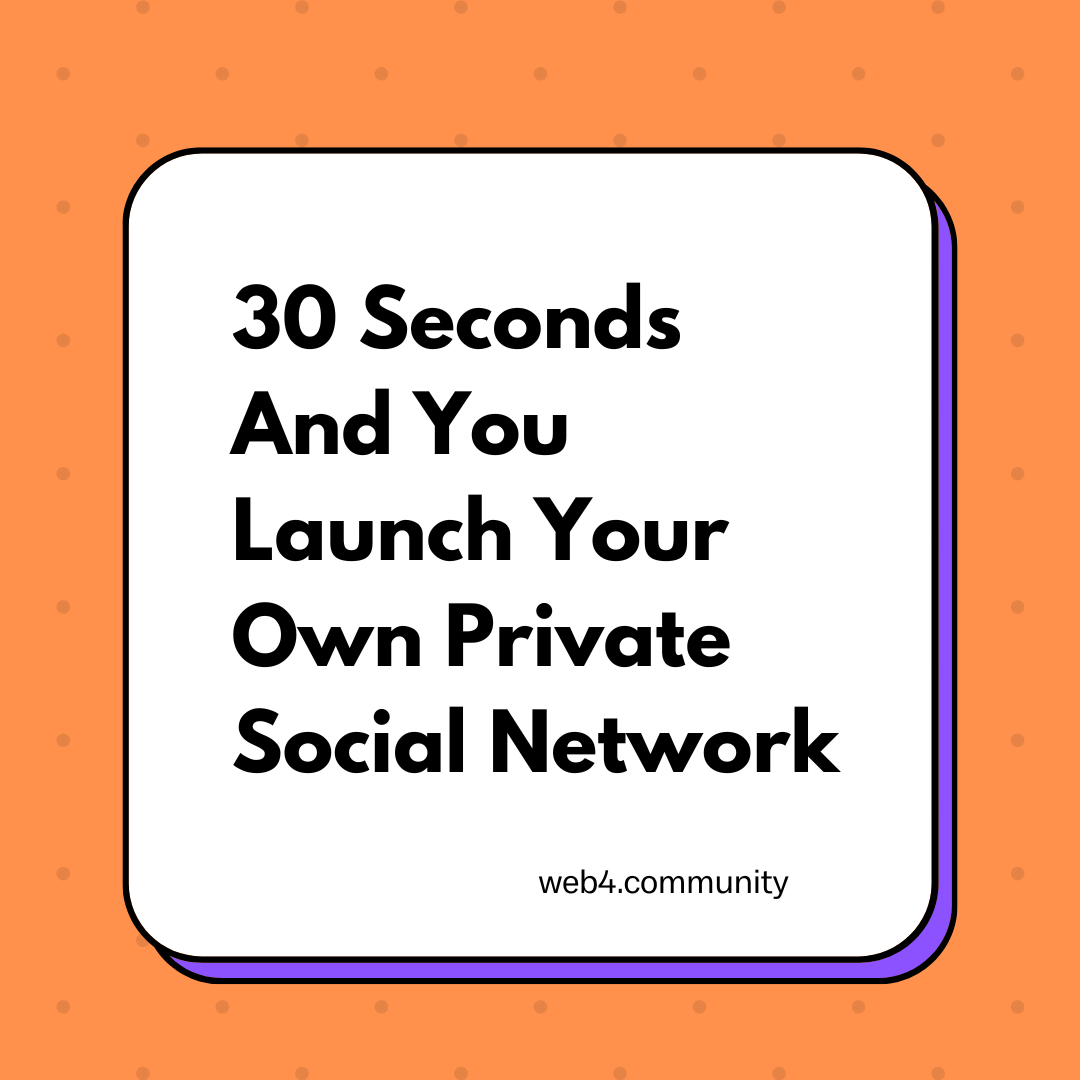 30 Seconds
And You
Launch Your
Own Private
Social Network
web4.community